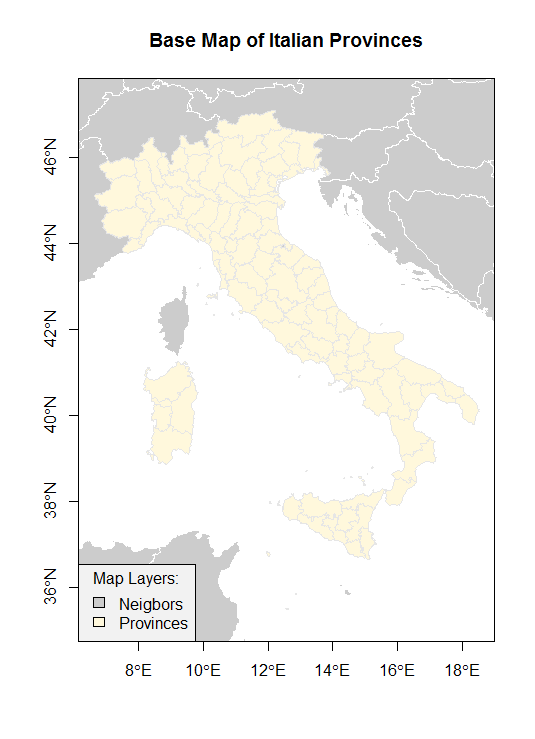 Base Map of Italian Provinces
46°N
44°N
42°N
40°N
38°N
36°N
Map Layers:
Neigbors
Provinces
8°E
10°E
12°E
14°E
16°E
18°E